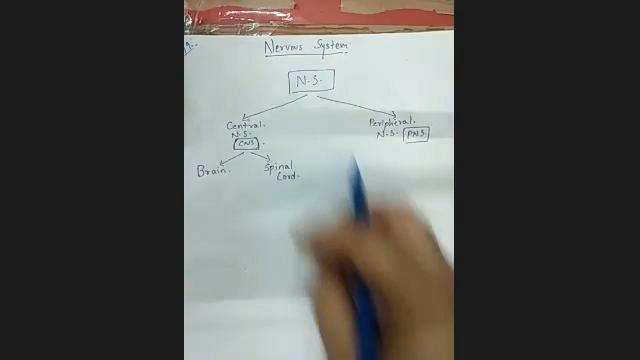 Nervous System
N.S.
Central
N.S.
CNS
Peripheral
N.S. PNS
Brain.
Spinal
Cord.